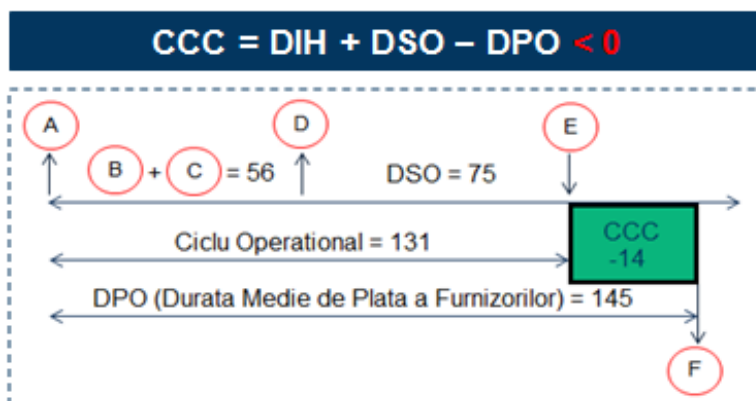 CCC = DIH + DSO – DPO < 0
A
D
E
B + C = 56
DSO = 75
Ciclu Operational = 131
CCC
-14
DPO (Durata Medie de Plata a Furnizorilor) = 145
F